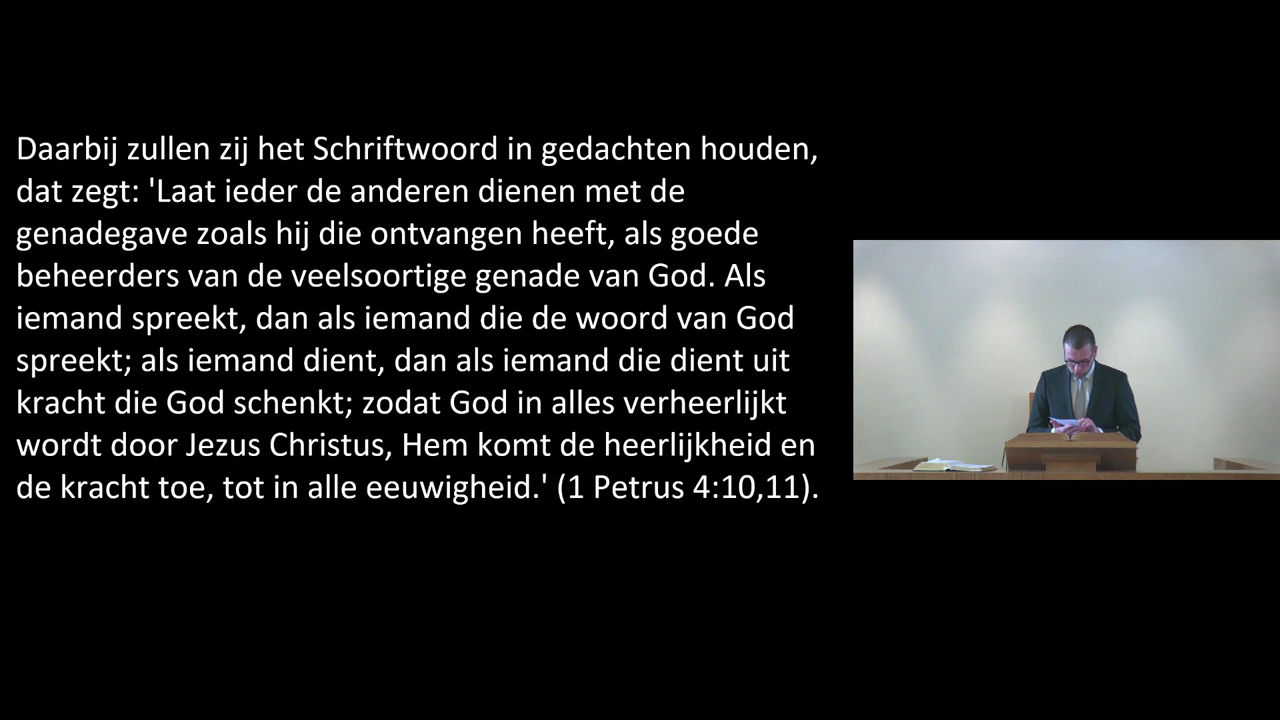 Daarbij zullen zij het Schriftwoord in gedachten houden,
dat zegt: 'Laat ieder de anderen dienen met de
genadegave zoals hij die ontvangen heeft, als goede
beheerders van de veelsoortige genade van God. Als
iemand spreekt, dan als iemand die de woord van God
spreekt; als iemand dient, dan als iemand die dient uit
kracht die God schenkt; zodat God in alles verheerlijkt
wordt door Jezus Christus, Hem komt de heerlijkheid en
de kracht toe, tot in alle eeuwigheid.' (1 Petrus 4:10,11).